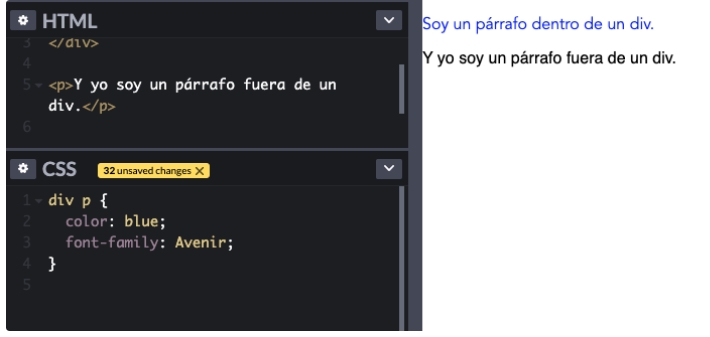 HTML
3 </div>
4
5 <p>Y yo soy un párrafo fuera de un
div.</p>
6
CSS 32 unsaved changes X
1 div p {
2 color: blue;
3 font-family: Avenir;
4 }
5
Soy un párrafo dentro de un div.
Y yo soy un párrafo fuera de un div.